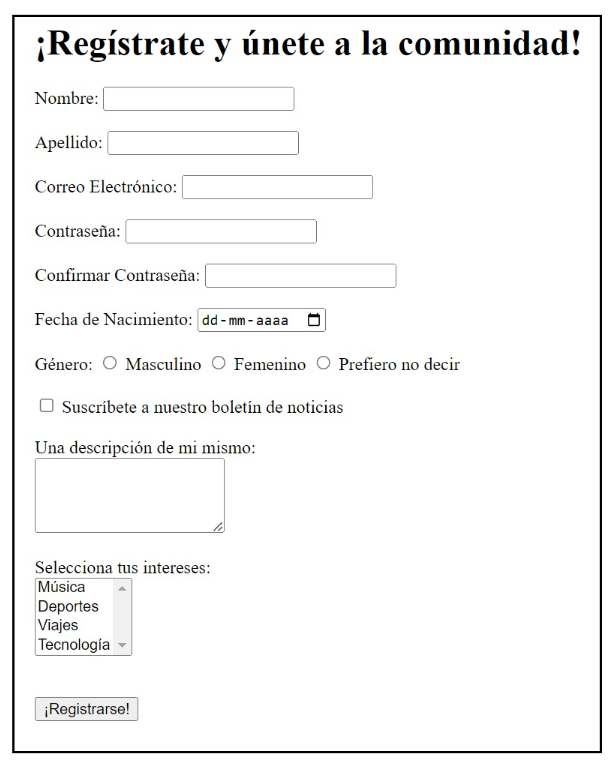 ¡Regístrate y únete a la comunidad!
Nombre:
Apellido:
Correo Electrónico:
Contraseña:
Confirmar Contraseña:
Fecha de Nacimiento: dd-mm-aaaa
Género: Masculino Femenino Prefiero no decir
Suscríbete a nuestro boletín de noticias
Una descripción de mi mismo:
Selecciona tus intereses:
Música
Deportes
Viajes
Tecnología
¡Registrarse!